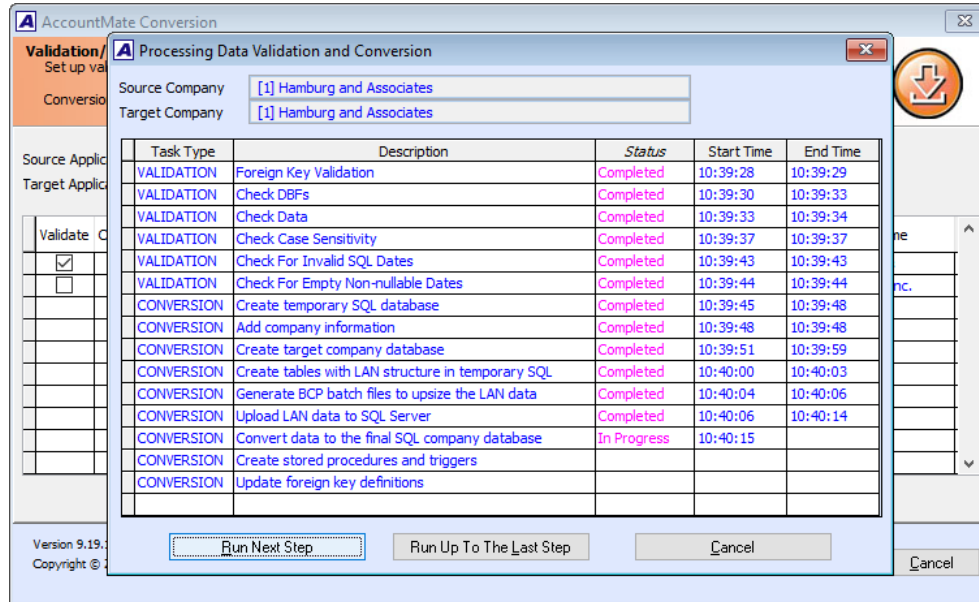 AccountMate Conversion
Validation/
Set up val
Conversio
Processing Data Validation and Conversion
Source Company [1] Hamburg and Associates
Target Company [1] Hamburg and Associates
Source Applic
Target Applica
Validate C
me
nc.
Task Type Description Status Start Time End Time
VALIDATION Foreign Key Validation Completed 10:39:28 10:39:29
VALIDATION Check DBFs Completed 10:39:30 10:39:33
VALIDATION Check Data Completed 10:39:33 10:39:34
VALIDATION Check Case Sensitivity Completed 10:39:37 10:39:37
VALIDATION Check For Invalid SQL Dates Completed 10:39:43 10:39:43
VALIDATION Check For Empty Non-nullable Dates Completed 10:39:44 10:39:44
CONVERSION Create temporary SQL database Completed 10:39:45 10:39:48
CONVERSION Add company information Completed 10:39:48 10:39:48
CONVERSION Create target company database Completed 10:39:51 10:39:59
CONVERSION Create tables with LAN structure in temporary SQL Completed 10:40:00 10:40:03
CONVERSION Generate BCP batch files to upsize the LAN data Completed 10:40:04 10:40:06
CONVERSION Upload LAN data to SQL Server Completed 10:40:06 10:40:14
CONVERSION Convert data to the final SQL company database In Progress 10:40:15
CONVERSION Create stored procedures and triggers
CONVERSION Update foreign key definitions
Run Next Step Run Up To The Last Step Cancel
Version 9.19.
Copyright ©
Cancel